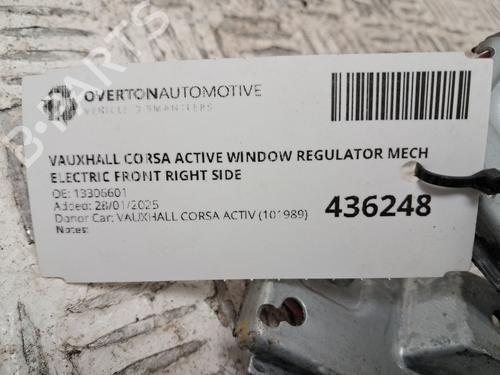 OVERTONAUTOMOTIVE
VEHICLE DISMANTLERS
VAUXHALL CORSA ACTIVE WINDOW REGULATOR MECH
ELECTRIC FRONT RIGHT SIDE
OE: 13306601
Added: 28/01/2025
Donor Car: VAUXHALL CORSA ACTIV (101989)
Notes:
436248
B-PARTS